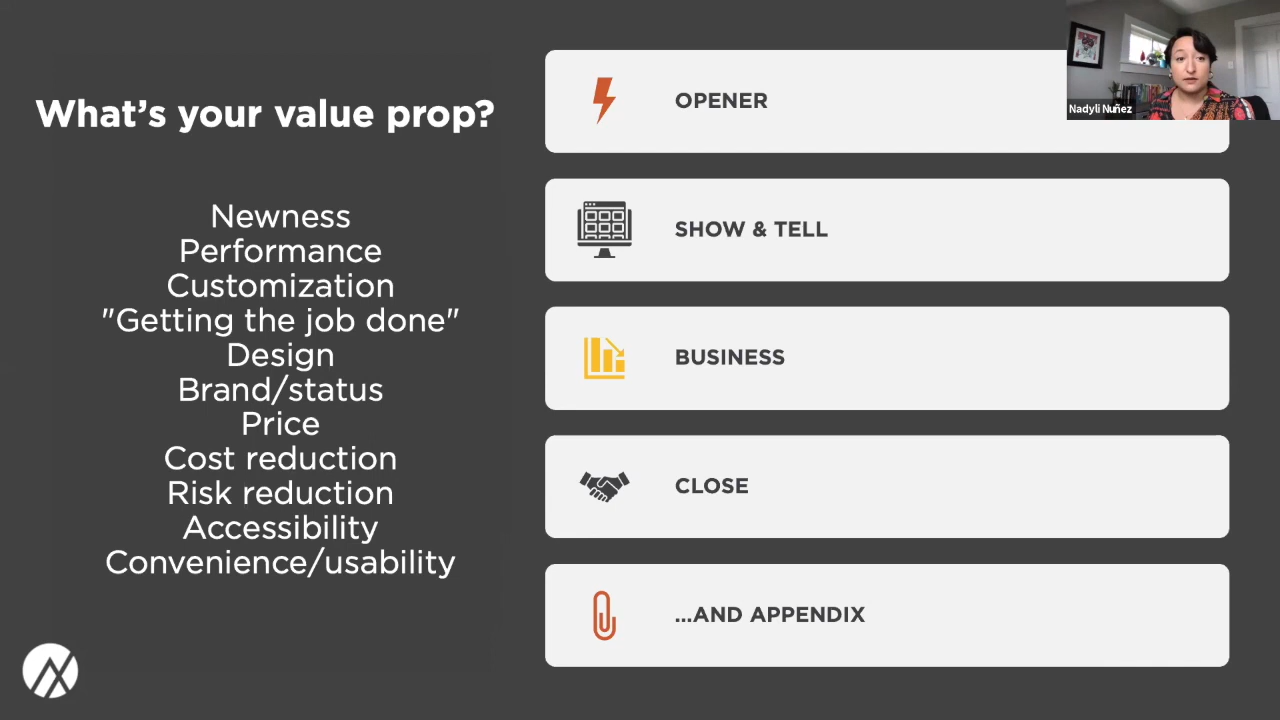 What's your value prop?
Newness
Performance
Customization
"Getting the job done"
Design
Brand/status
Price
Cost reduction
Risk reduction
Accessibility
Convenience/usability
OPENER
SHOW & TELL
BUSINESS
CLOSE
...AND APPENDIX
Nadyli Nuñez